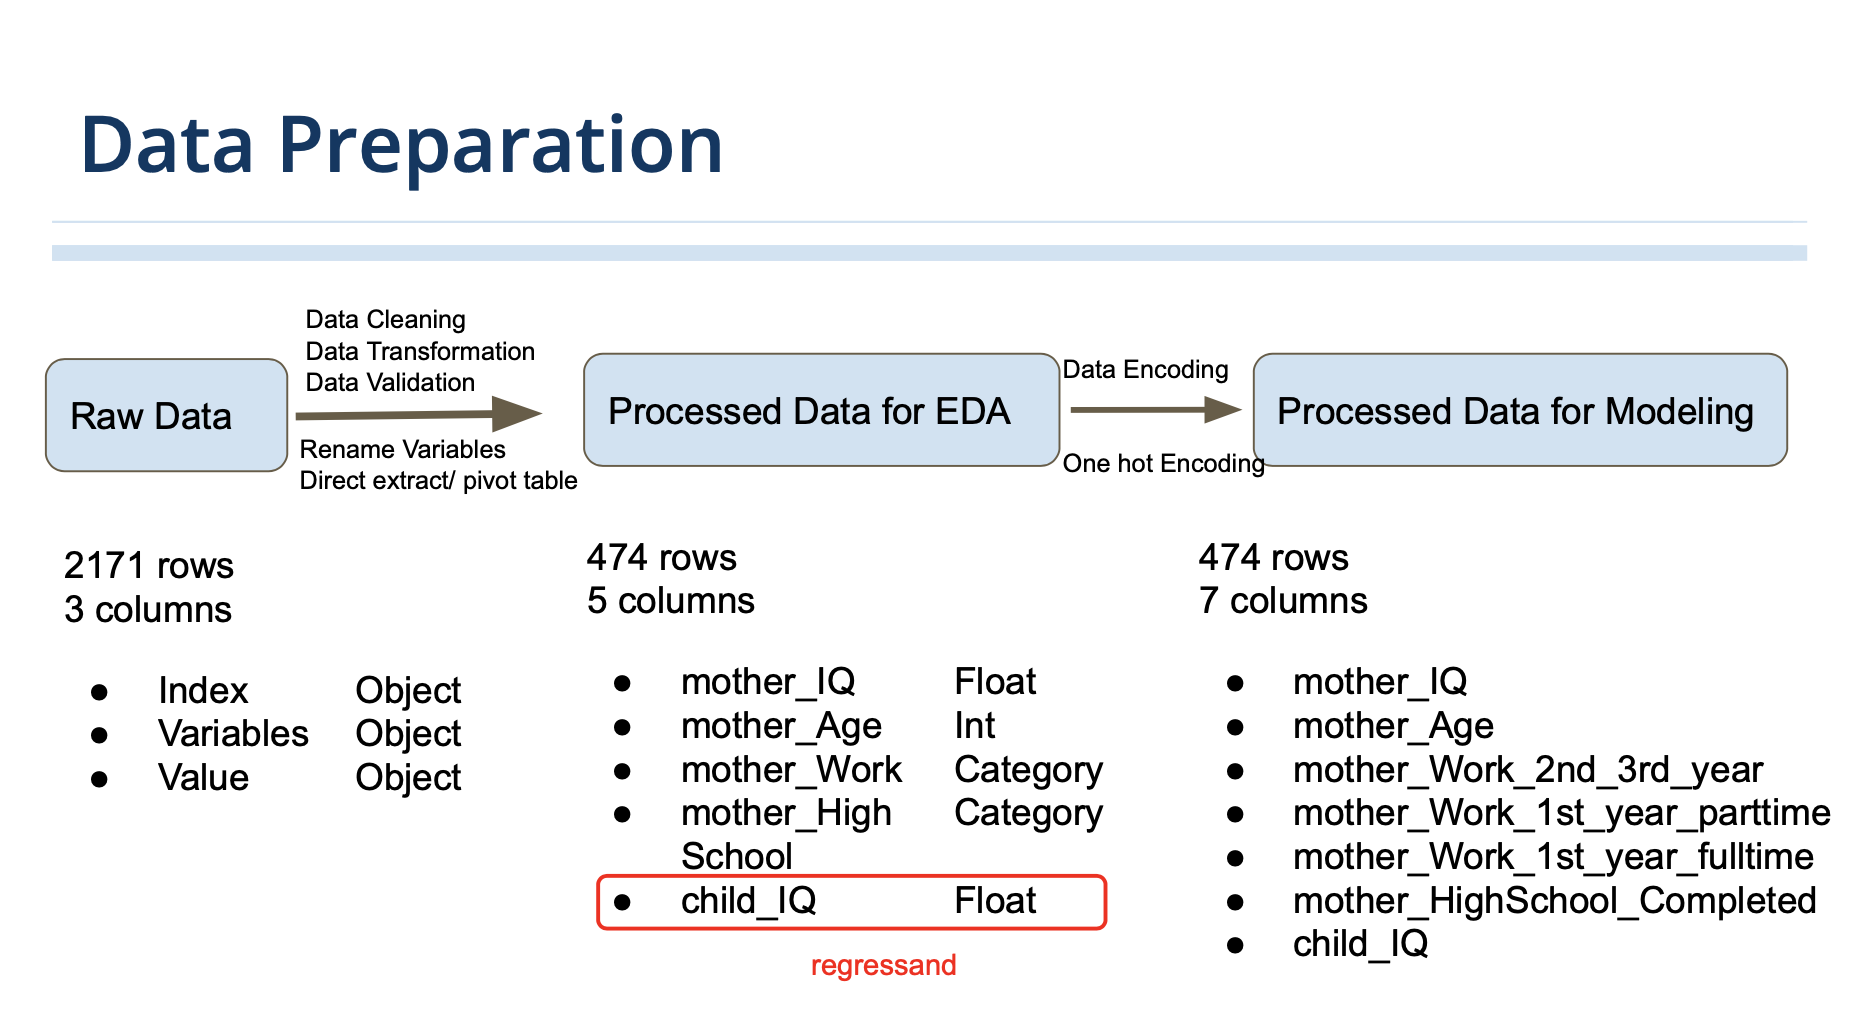 Data Preparation
Data Cleaning
Data Transformation
Data Validation
Raw Data
Rename Variables
Direct extract/ pivot table
Processed Data for EDA
Data Encoding
One hot Encoding
Processed Data for Modeling
2171 rows
3 columns
● Index Object
● Variables Object
● Value Object
474 rows
5 columns
● mother_IQ Float
● mother_Age Int
● mother_Work Category
● mother_High Category
School
● child_IQ Float
regressand
474 rows
7 columns
● mother_IQ
● mother_Age
● mother_Work_2nd_3rd_year
● mother_Work_1st_year_parttime
● mother_Work_1st_year_fulltime
● mother_HighSchool_Completed
● child_IQ